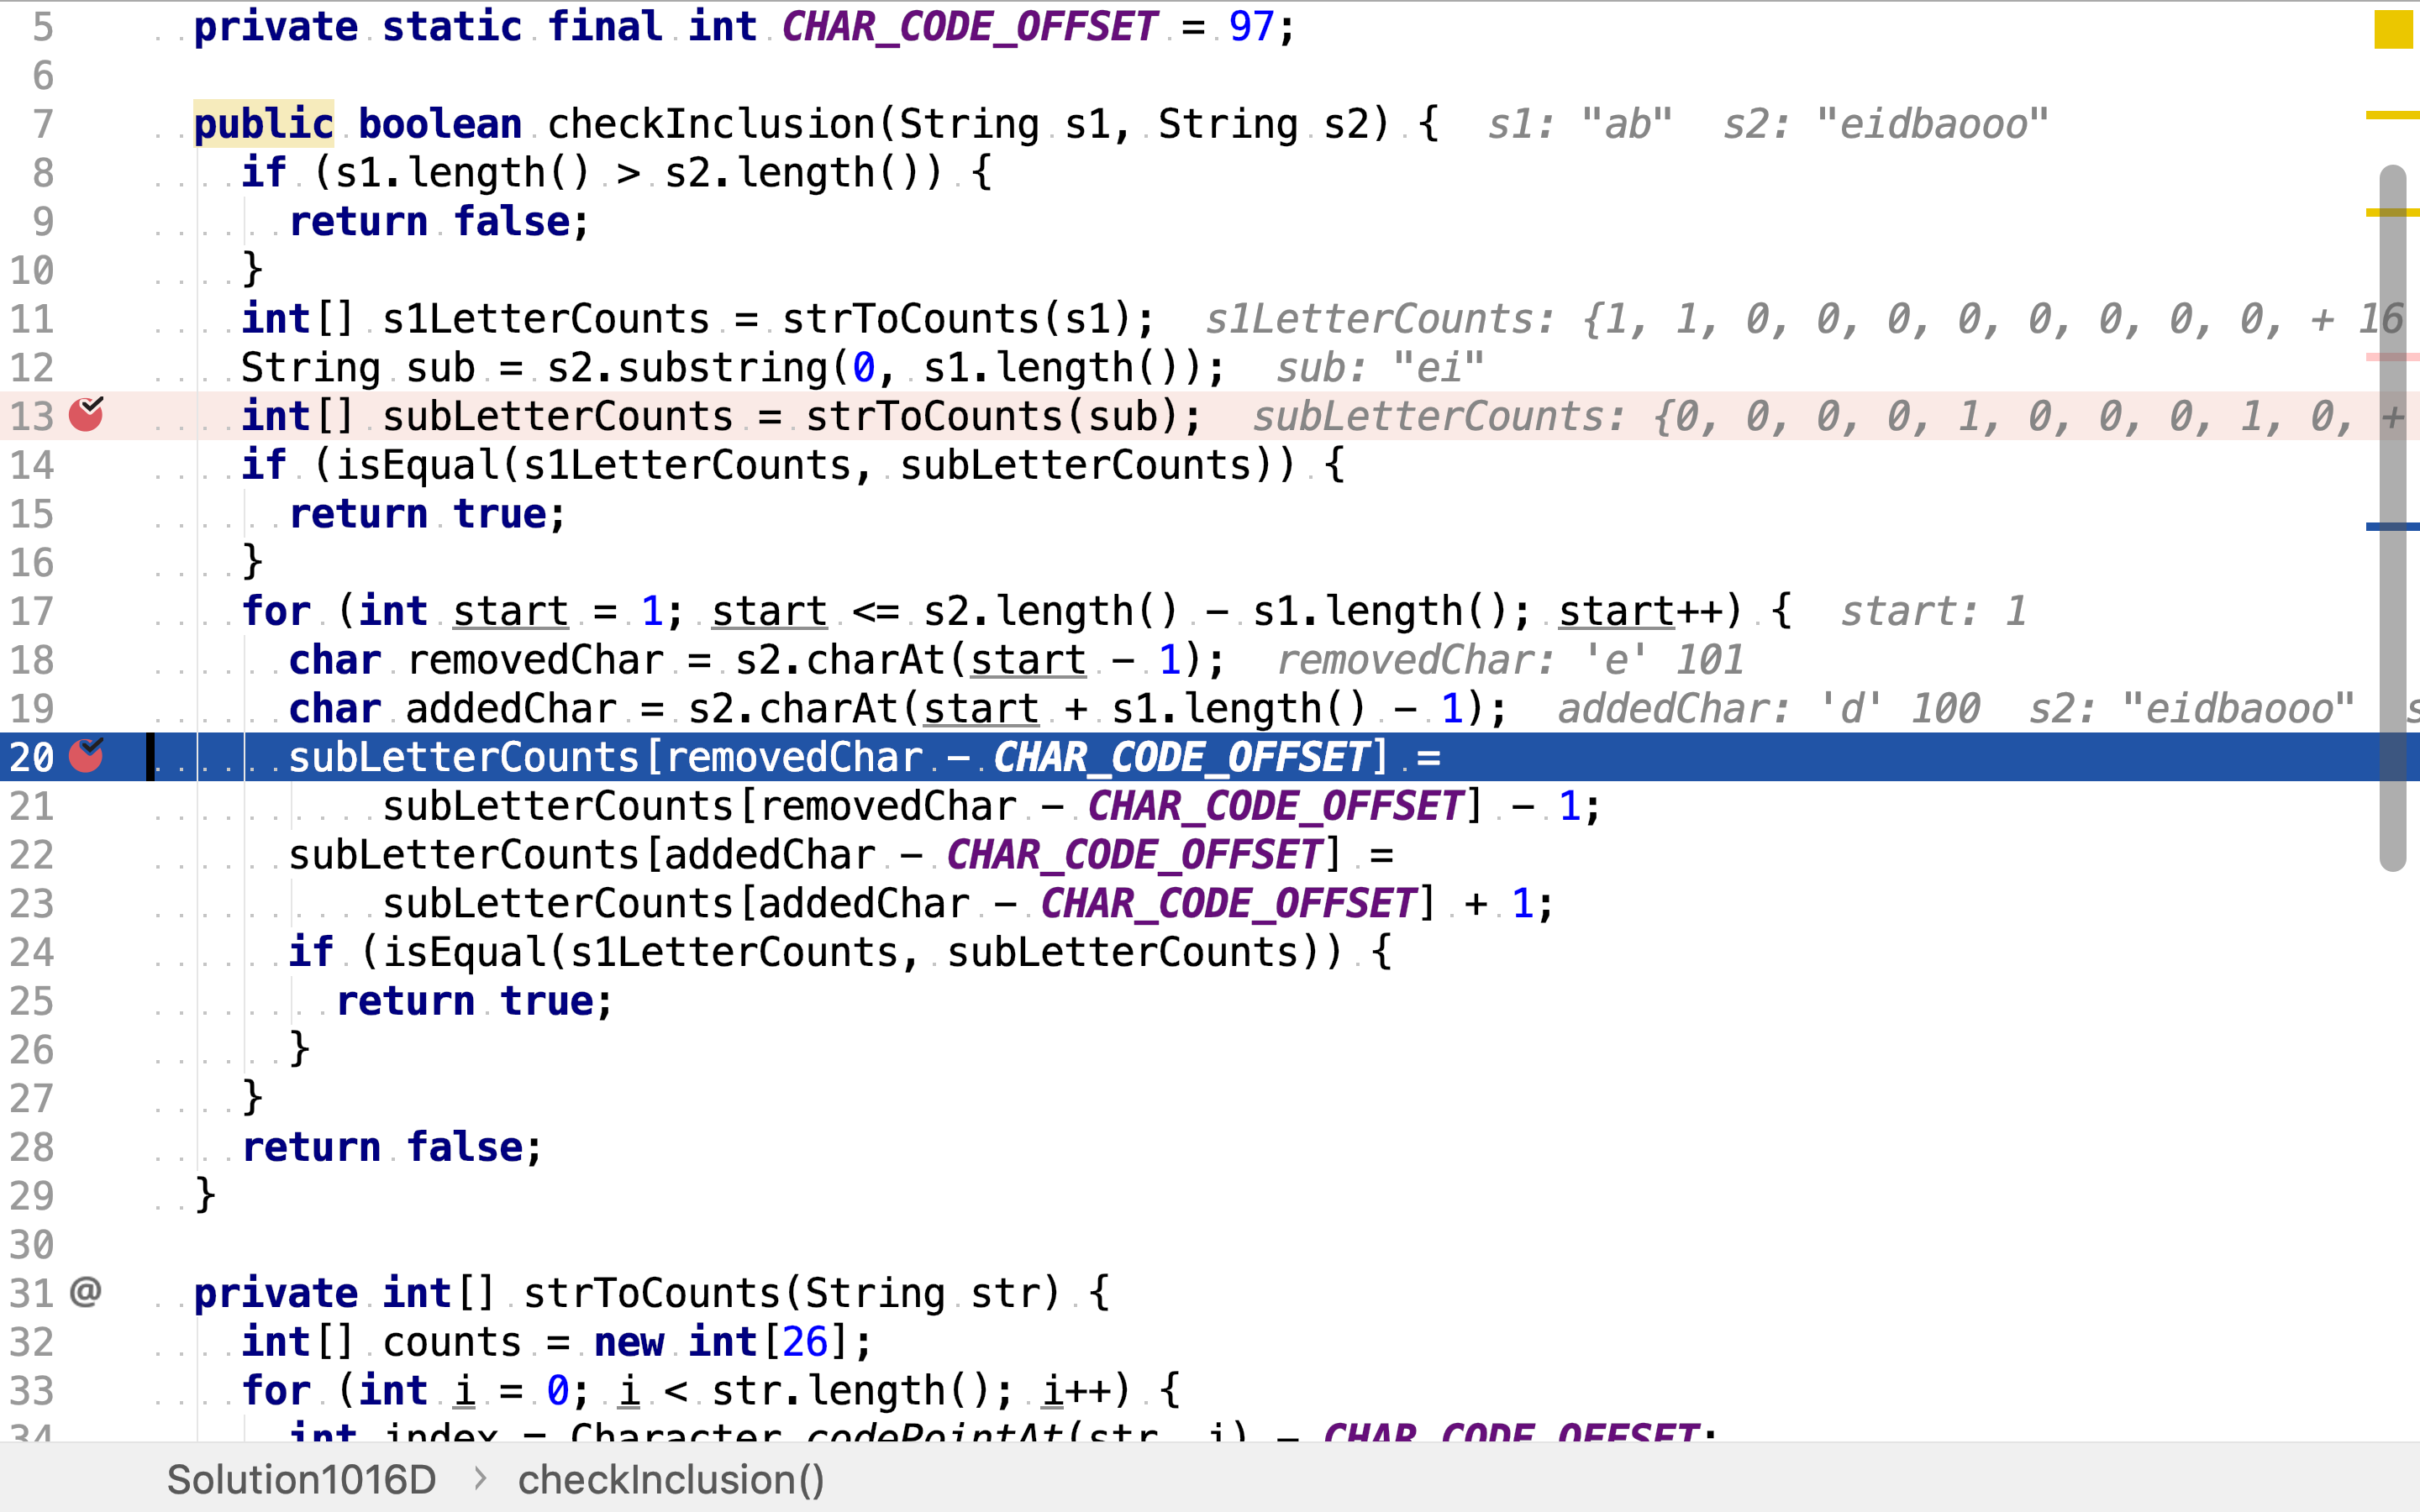 5 private static final int CHAR_CODE_OFFSET = 97;
6
7 public boolean checkInclusion(String s1, String s2) { s1: "ab" s2: "eidbaooo"
8 if (s1.length() > s2.length()) {
9 return false;
10 }
11 int[] s1LetterCounts = strToCounts(s1); s1LetterCounts: {1, 1, 0, 0, 0, 0, 0, 0, 0, 0, + 16
12 String sub = s2.substring(0, s1.length()); sub: "ei"
13 int[] subLetterCounts = strToCounts(sub); subLetterCounts: {0, 0, 0, 0, 1, 0, 0, 0, 1, 0, +
14 if (isEqual(s1LetterCounts, subLetterCounts)) {
15 return true;
16 }
17 for (int start = 1; start <= s2.length() - s1.length(); start++) { start: 1
18 char removedChar = s2.charAt(start - 1); removedChar: 'e' 101
19 char addedChar = s2.charAt(start + s1.length() - 1); addedChar: 'd' 100 s2: "eidbaooo" s
20 subLetterCounts[removedChar - CHAR_CODE_OFFSET] =
21 subLetterCounts[removedChar - CHAR_CODE_OFFSET] - 1;
22 subLetterCounts[addedChar - CHAR_CODE_OFFSET] =
23 subLetterCounts[addedChar - CHAR_CODE_OFFSET] + 1;
24 if (isEqual(s1LetterCounts, subLetterCounts)) {
25 return true;
26 }
27 }
28 return false;
29 }
30
31 @ private int[] strToCounts(String str) {
32 int[] counts = new int[26];
33 for (int i = 0; i < str.length(); i++) {
34 int index = Character.codePointAt(str, i) - CHAR_CODE_OFFSET;
Solution1016D › checkInclusion()